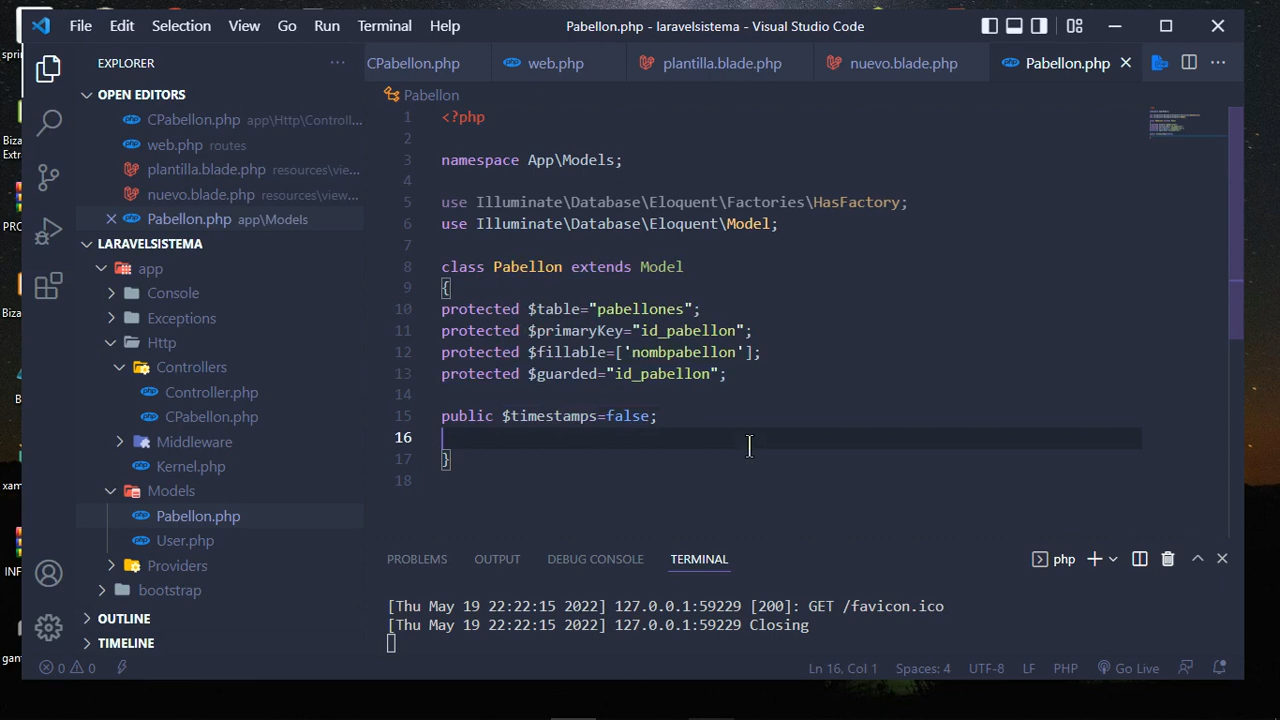 File Edit Selection View Go Run Terminal Help
Pabellon.php - laravelsistema - Visual Studio Code
EXPLORER
OPEN EDITORS
CPabellon.php app\Http\Controll...
web.php routes
plantilla.blade.php resources\vie...
nuevo.blade.php resources\view...
Pabellon.php app\Models
LARAVELSISTEMA
app
Console
Exceptions
Http
Controllers
Controller.php
CPabellon.php
Middleware
Kernel.php
Models
Pabellon.php
User.php
Providers
bootstrap
OUTLINE
TIMELINE
CPabellon.php web.php plantilla.blade.php nuevo.blade.php Pabellon.php
Pabellon
1 <?php
2
3 namespace App\Models;
4
5 use Illuminate\Database\Eloquent\Factories\HasFactory;
6 use Illuminate\Database\Eloquent\Model;
7
8 class Pabellon extends Model
9 {
10 protected $table="pabellones";
11 protected $primaryKey="id_pabellon";
12 protected $fillable=['nombpabellon'];
13 protected $guarded="id_pabellon";
14
15 public $timestamps=false;
16
17 }
18
PROBLEMS OUTPUT DEBUG CONSOLE TERMINAL
php
[Thu May 19 22:22:15 2022] 127.0.0.1:59229 [200]: GET /favicon.ico
[Thu May 19 22:22:15 2022] 127.0.0.1:59229 Closing
0 0 Ln 16, Col 1 Spaces: 4 UTF-8 LF PHP Go Live